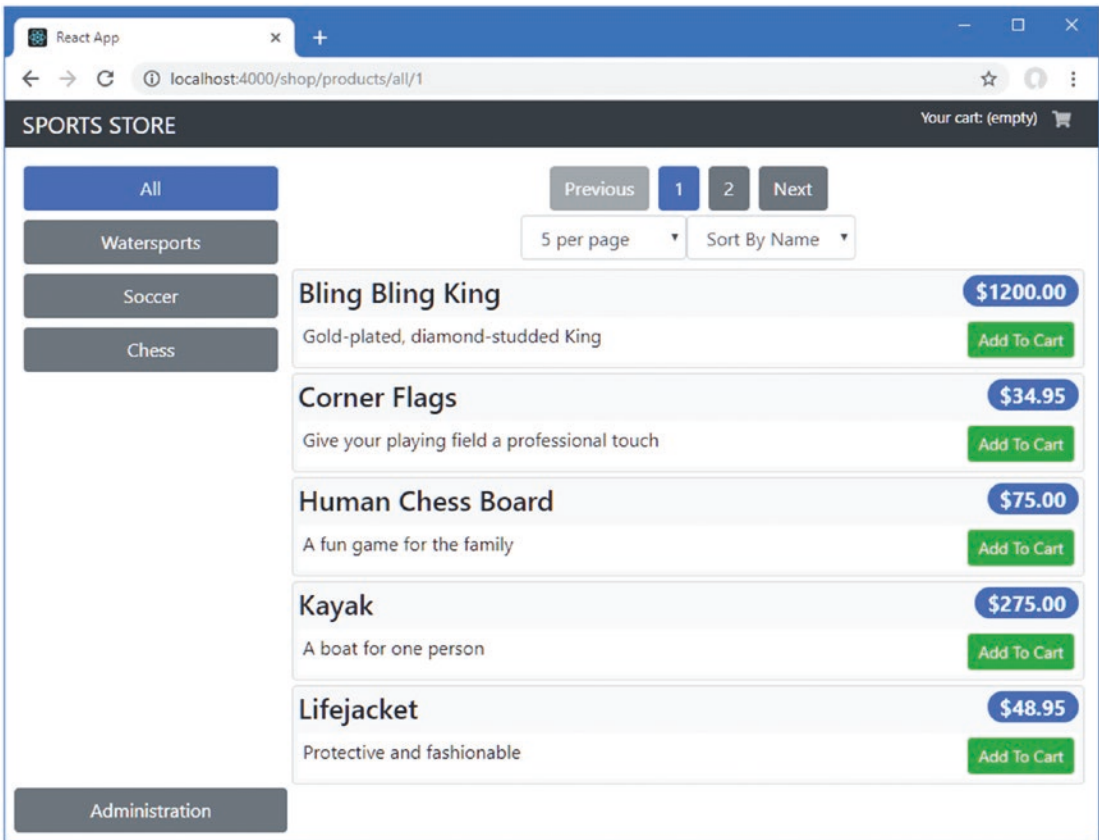 React App
localhost:4000/shop/products/all/1
SPORTS STORE
Your cart: (empty)
All
Watersports
Soccer
Chess
Previous 1 2 Next
5 per page Sort By Name
Bling Bling King $1200.00
Gold-plated, diamond-studded King Add To Cart
Corner Flags $34.95
Give your playing field a professional touch Add To Cart
Human Chess Board $75.00
A fun game for the family Add To Cart
Kayak $275.00
A boat for one person Add To Cart
Lifejacket $48.95
Protective and fashionable Add To Cart
Administration